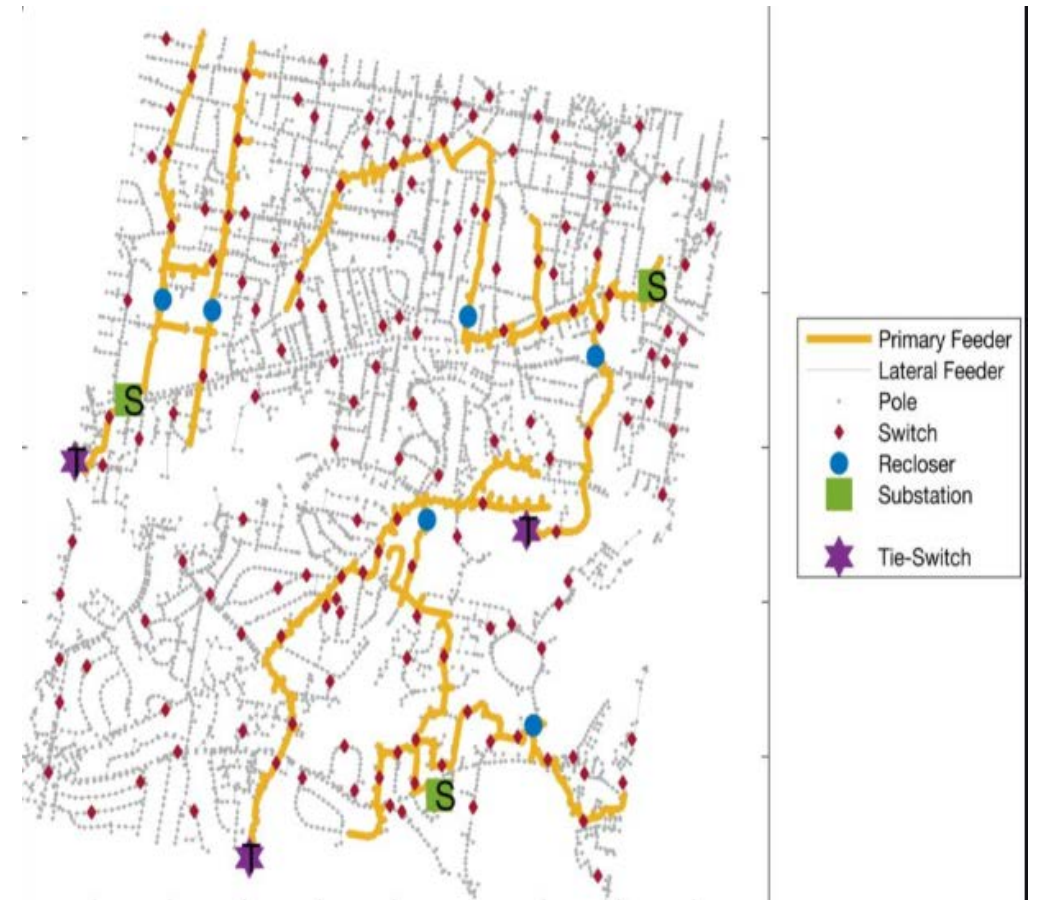 S
S
T
T
S
T
Primary Feeder
Lateral Feeder
Pole
Switch
Recloser
Substation
Tie-Switch